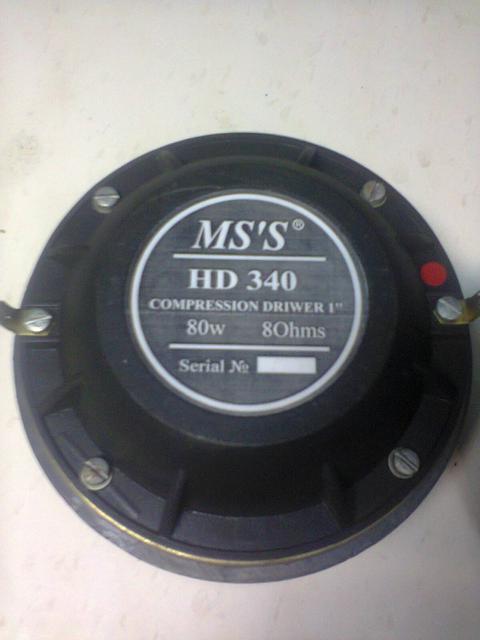 MS'S®
HD 340
COMPRESSION DRIWER 1"
80w 8Ohms
Serial №